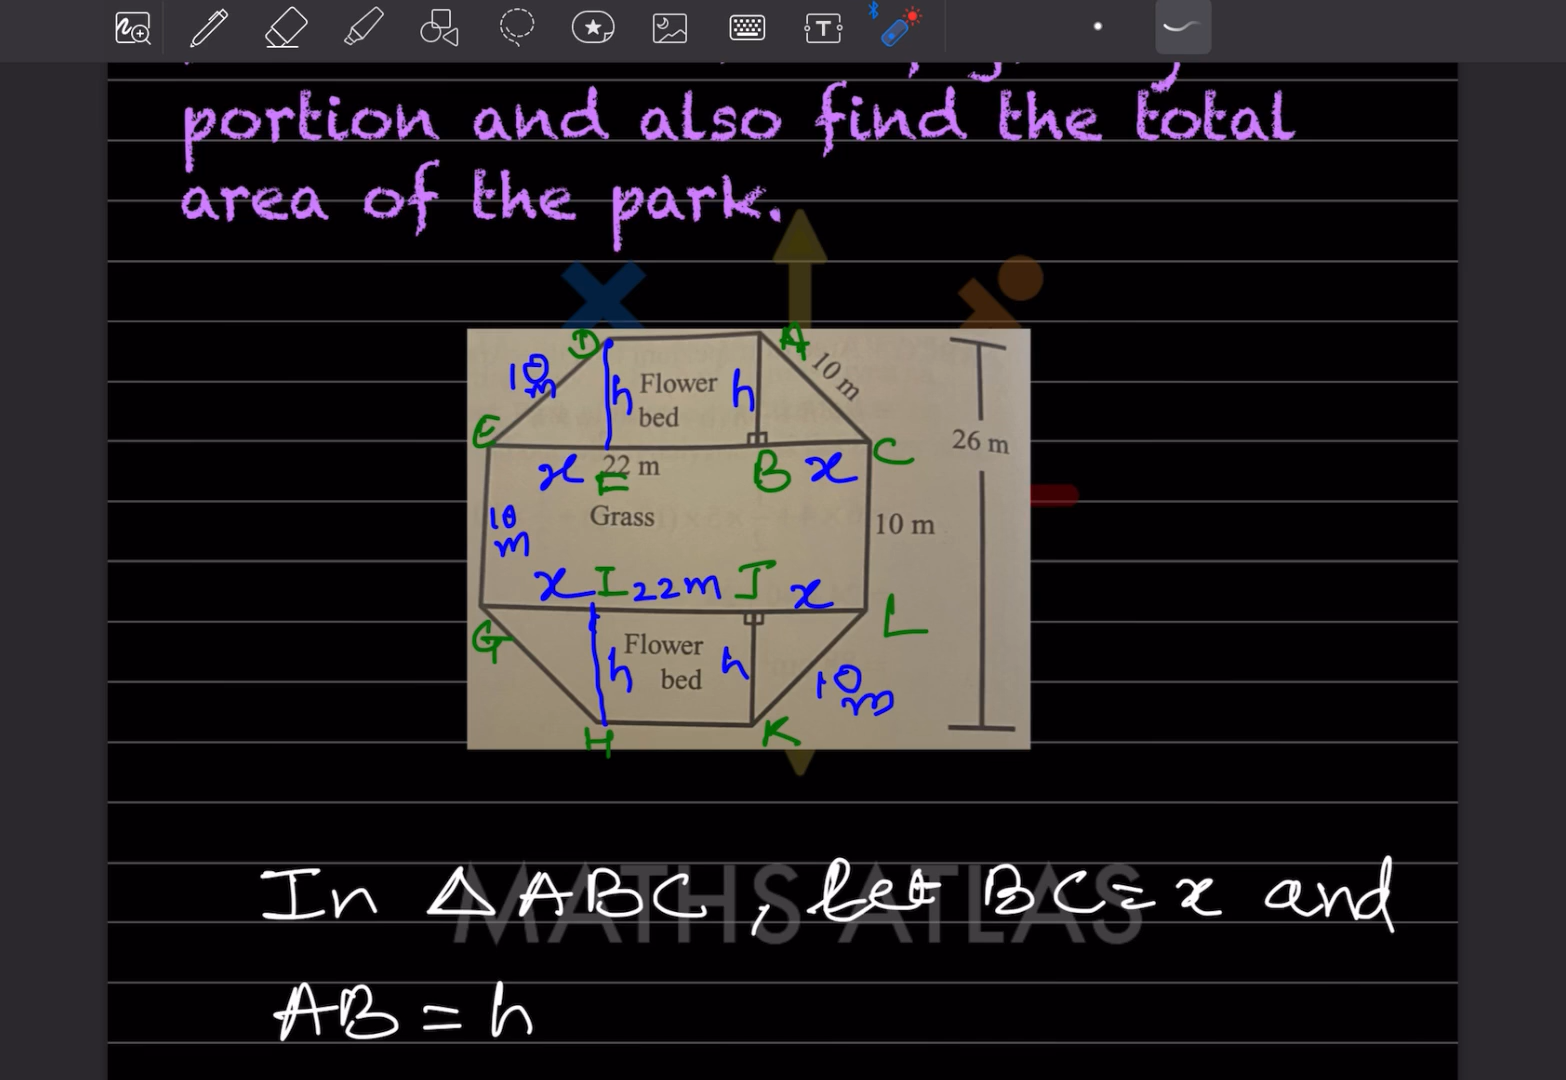 portion and also find the total
area of the park.
D
A
10 m
10 m
h
Flower
bed
h
E
C
26 m
x
22 m
E
B
x
10 m
Grass
10 m
x
I
22m
J
x
G
L
Flower
bed
h
h
10 m
H
K
MATHS ATLAS
In △ABC, let BC = x and
AB = h